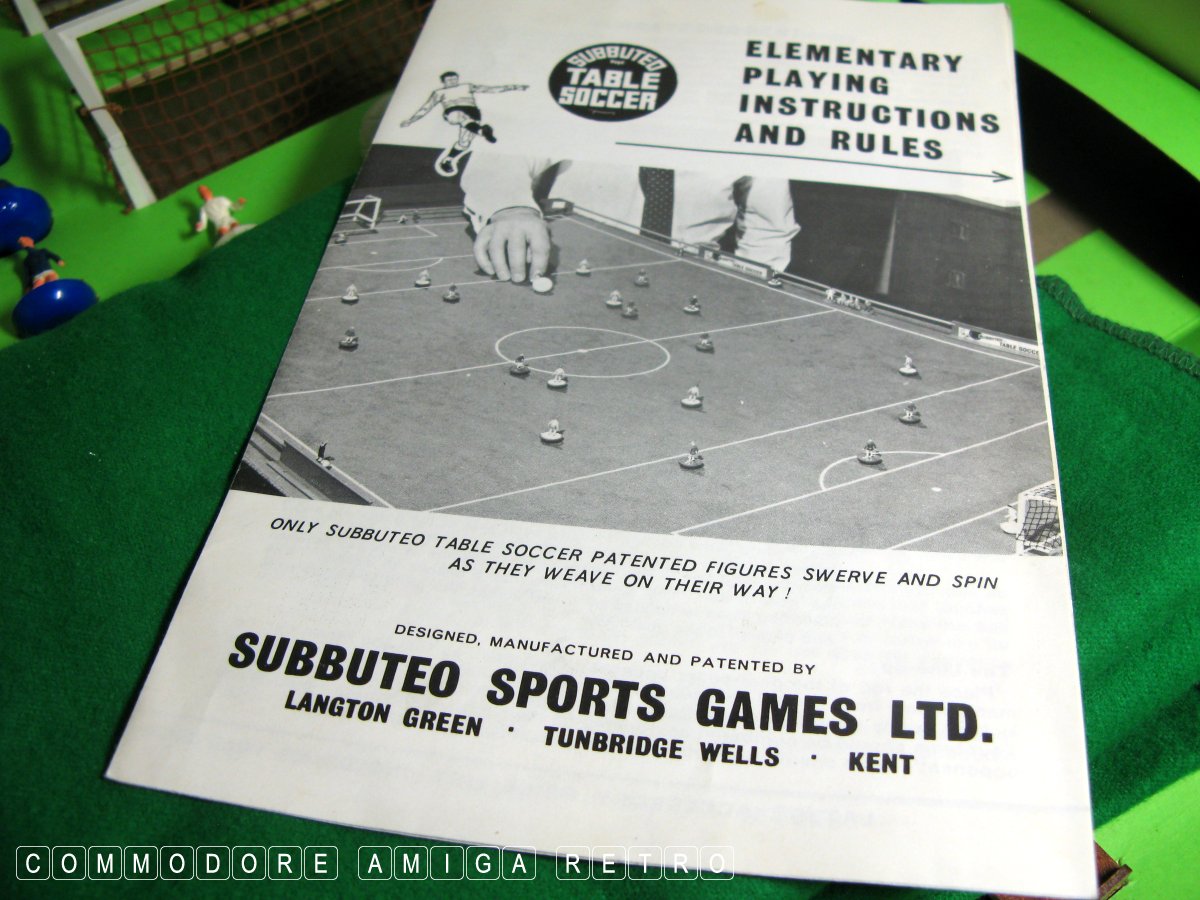 SUBBUTEO
TABLE
SOCCER
ELEMENTARY
PLAYING
INSTRUCTIONS
AND RULES
TABLE SOCCER
ONLY SUBBUTEO TABLE SOCCER PATENTED FIGURES SWERVE AND SPIN
AS THEY WEAVE ON THEIR WAY !
DESIGNED, MANUFACTURED AND PATENTED BY
SUBBUTEO SPORTS GAMES LTD.
LANGTON GREEN · TUNBRIDGE WELLS · KENT
COMMODORE AMIGA RETRO